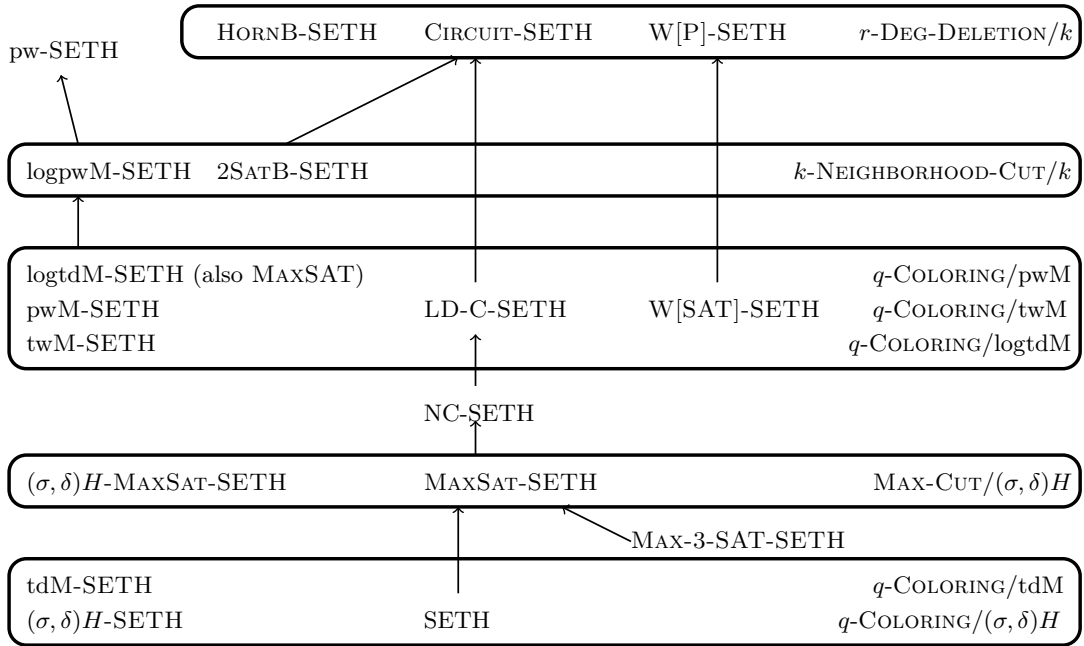 HORNB-SETH CIRCUIT-SETH W[P]-SETH r-DEG-DELETION/k
pw-SETH
logpwM-SETH 2SATB-SETH k-NEIGHBORHOOD-CUT/k
logtdM-SETH (also MAXSAT) q-COLORING/pwM
pwM-SETH LD-C-SETH W[SAT]-SETH q-COLORING/twM
twM-SETH q-COLORING/logtdM
NC-SETH
(σ, δ)H-MAXSAT-SETH MAXSAT-SETH MAX-CUT/(σ, δ)H
MAX-3-SAT-SETH
tdM-SETH q-COLORING/tdM
(σ, δ)H-SETH SETH q-COLORING/(σ, δ)H